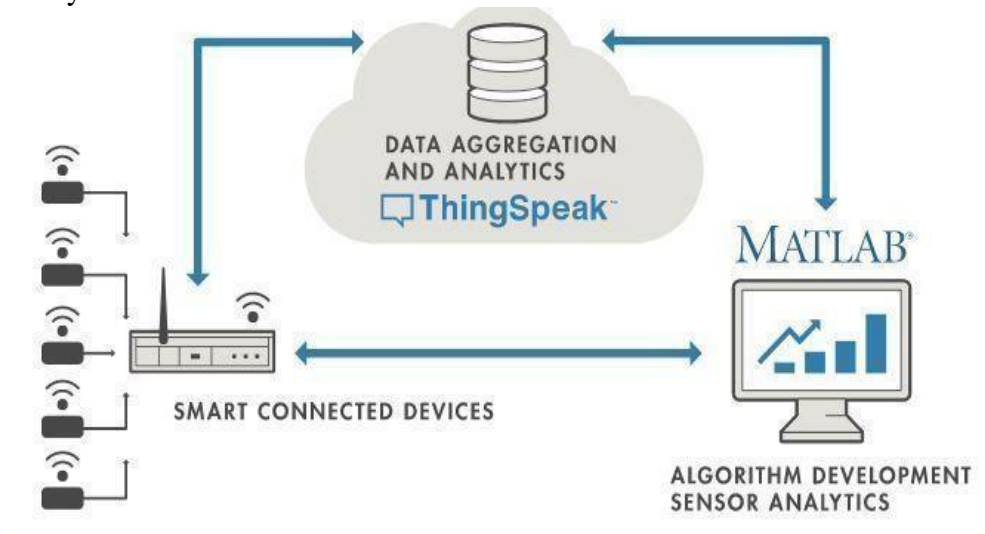 DATA AGGREGATION
AND ANALYTICS
ThingSpeak™
MATLAB®
SMART CONNECTED DEVICES
ALGORITHM DEVELOPMENT
SENSOR ANALYTICS